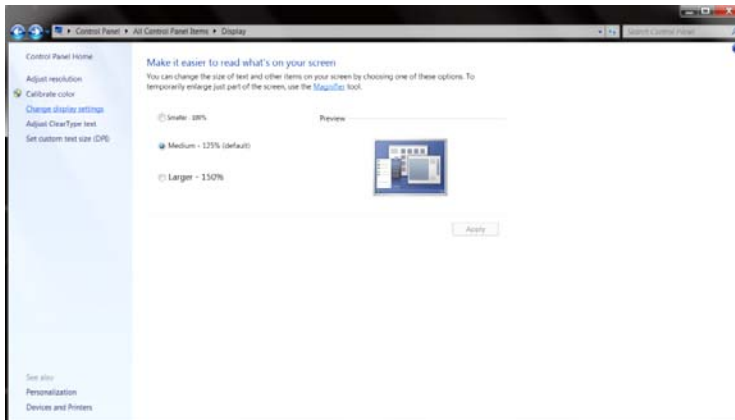 Control Panel ▸ All Control Panel Items ▸ Display
Search Control Panel
Control Panel Home
Adjust resolution
Calibrate color
Change display settings
Adjust ClearType text
Set custom text size (DPI)
Make it easier to read what's on your screen
You can change the size of text and other items on your screen by choosing one of these options. To
temporarily enlarge just part of the screen, use the Magnifier tool.
Smaller - 100%
Preview
Medium - 125% (default)
Larger - 150%
Apply
See also
Personalization
Devices and Printers